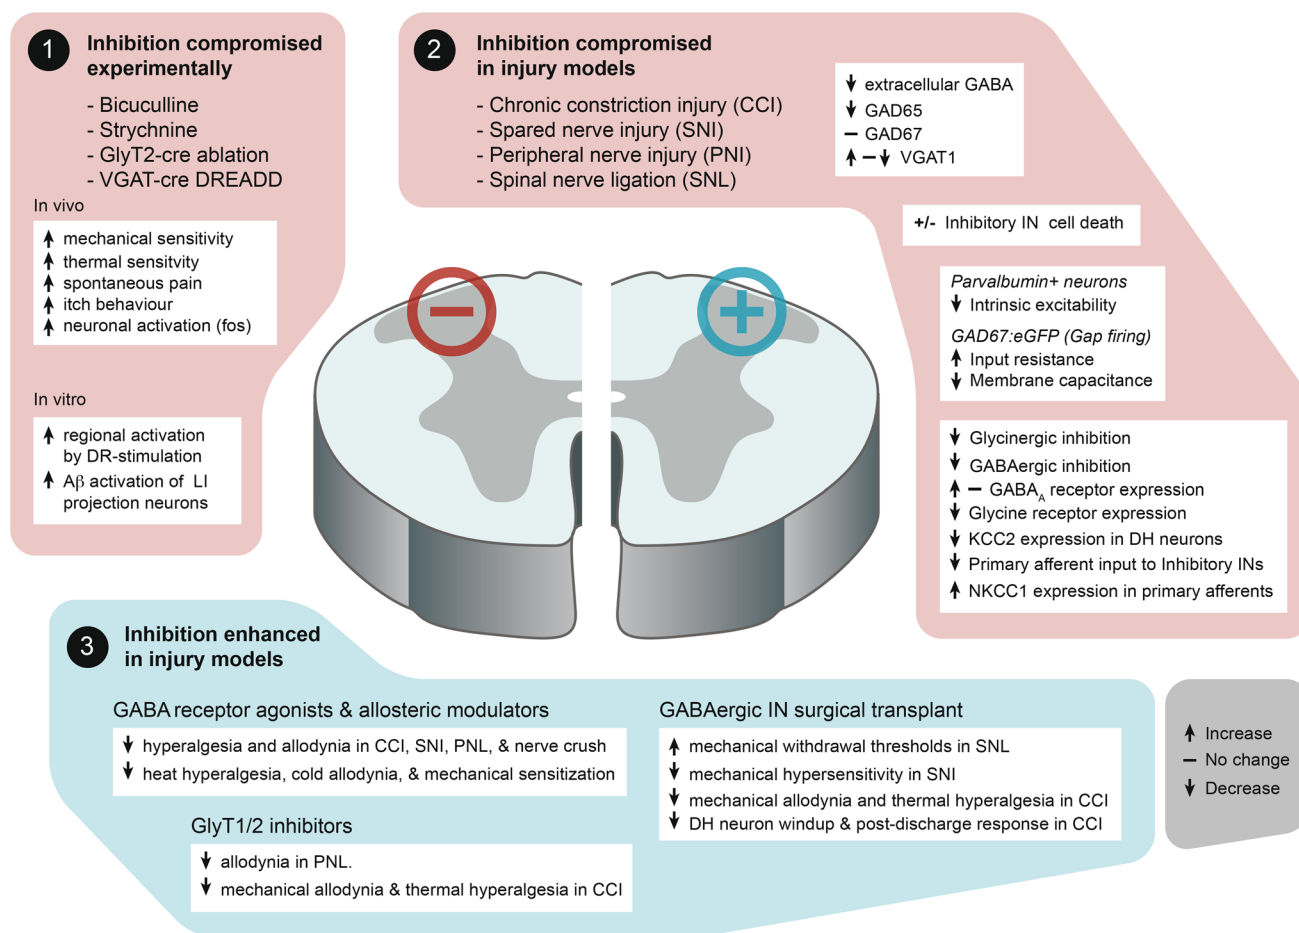 1 Inhibition compromised
experimentally
- Bicuculline
- Strychnine
- GlyT2-cre ablation
- VGAT-cre DREADD
In vivo
↑ mechanical sensitivity
↑ thermal sensitvity
↑ spontaneous pain
↑ itch behaviour
↑ neuronal activation (fos)
In vitro
↑ regional activation
by DR-stimulation
↑ Aβ activation of LI
projection neurons
2 Inhibition compromised
in injury models
- Chronic constriction injury (CCI)
- Spared nerve injury (SNI)
- Peripheral nerve injury (PNI)
- Spinal nerve ligation (SNL)
↓ extracellular GABA
↓ GAD65
– GAD67
↑ – ↓ VGAT1
+/- Inhibitory IN cell death
Parvalbumin+ neurons
↓ Intrinsic excitability
GAD67:eGFP (Gap firing)
↑ Input resistance
↓ Membrane capacitance
↓ Glycinergic inhibition
↓ GABAergic inhibition
↑ – GABA_A receptor expression
↓ Glycine receptor expression
↓ KCC2 expression in DH neurons
↓ Primary afferent input to Inhibitory INs
↑ NKCC1 expression in primary afferents
− +
3 Inhibition enhanced
in injury models
GABA receptor agonists & allosteric modulators
↓ hyperalgesia and allodynia in CCI, SNI, PNL, & nerve crush
↓ heat hyperalgesia, cold allodynia, & mechanical sensitization
GlyT1/2 inhibitors
↓ allodynia in PNL.
↓ mechanical allodynia & thermal hyperalgesia in CCI
GABAergic IN surgical transplant
↑ mechanical withdrawal thresholds in SNL
↓ mechanical hypersensitivity in SNI
↓ mechanical allodynia and thermal hyperalgesia in CCI
↓ DH neuron windup & post-discharge response in CCI
↑ Increase
– No change
↓ Decrease